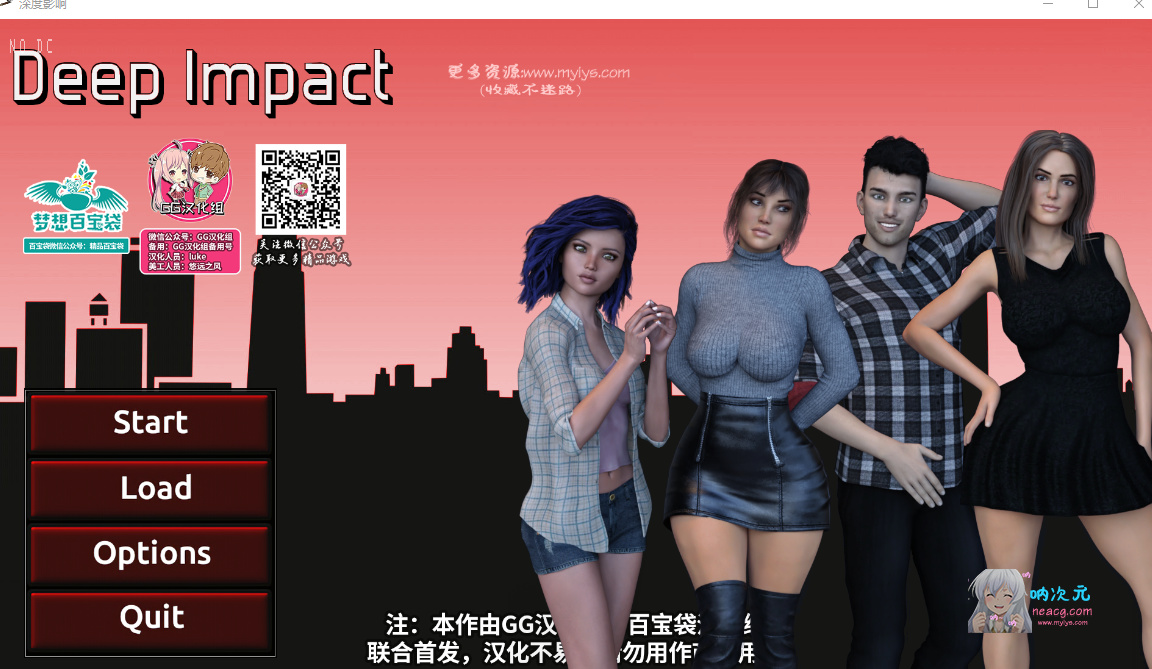 深度影响
NO DC
Deep Impact
更多资源:www.myiys.com
(收藏不迷路)
梦想百宝袋
百宝袋微信公众号：精品百宝袋
GG汉化组
微信公众号：GG汉化组
备用：GG汉化组备用号
汉化人员：luke
美工人员：悠远之风
关注微信公众号
获取更多精品游戏
Start
Load
Options
Quit
注：本作由GG汉 百宝袋
联合首发，汉化不易 勿用作 用
呐次元
neacg.com
www.myiys.com